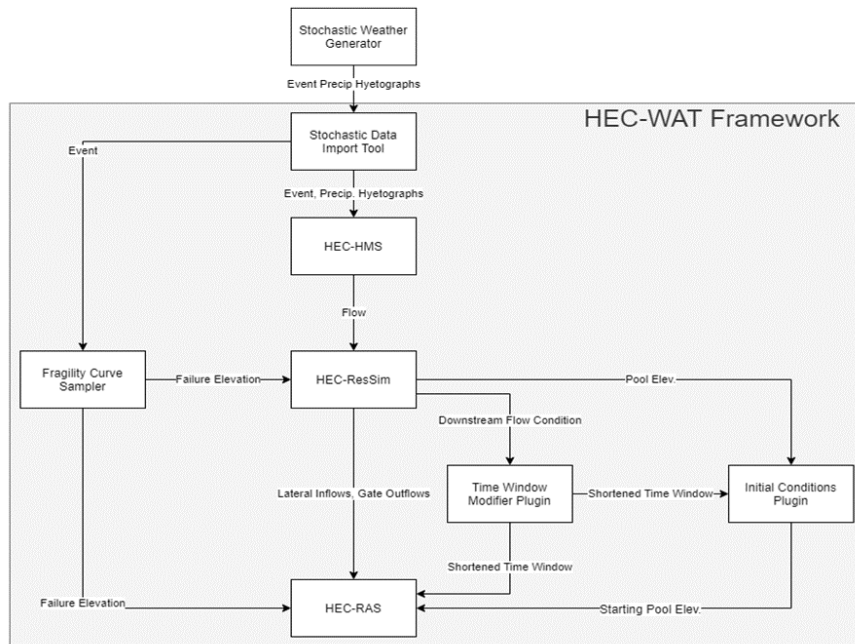 Stochastic Weather
Generator
Event Precip Hyetographs
HEC-WAT Framework
Stochastic Data
Import Tool
Event
Event, Precip. Hyetographs
HEC-HMS
Flow
Fragility Curve
Sampler
Failure Elevation
HEC-ResSim
Pool Elev.
Downstream Flow Condition
Lateral Inflows, Gate Outflows
Time Window
Modifier Plugin
Shortened Time Window
Initial Conditions
Plugin
Shortened Time Window
Failure Elevation
HEC-RAS
Starting Pool Elev.